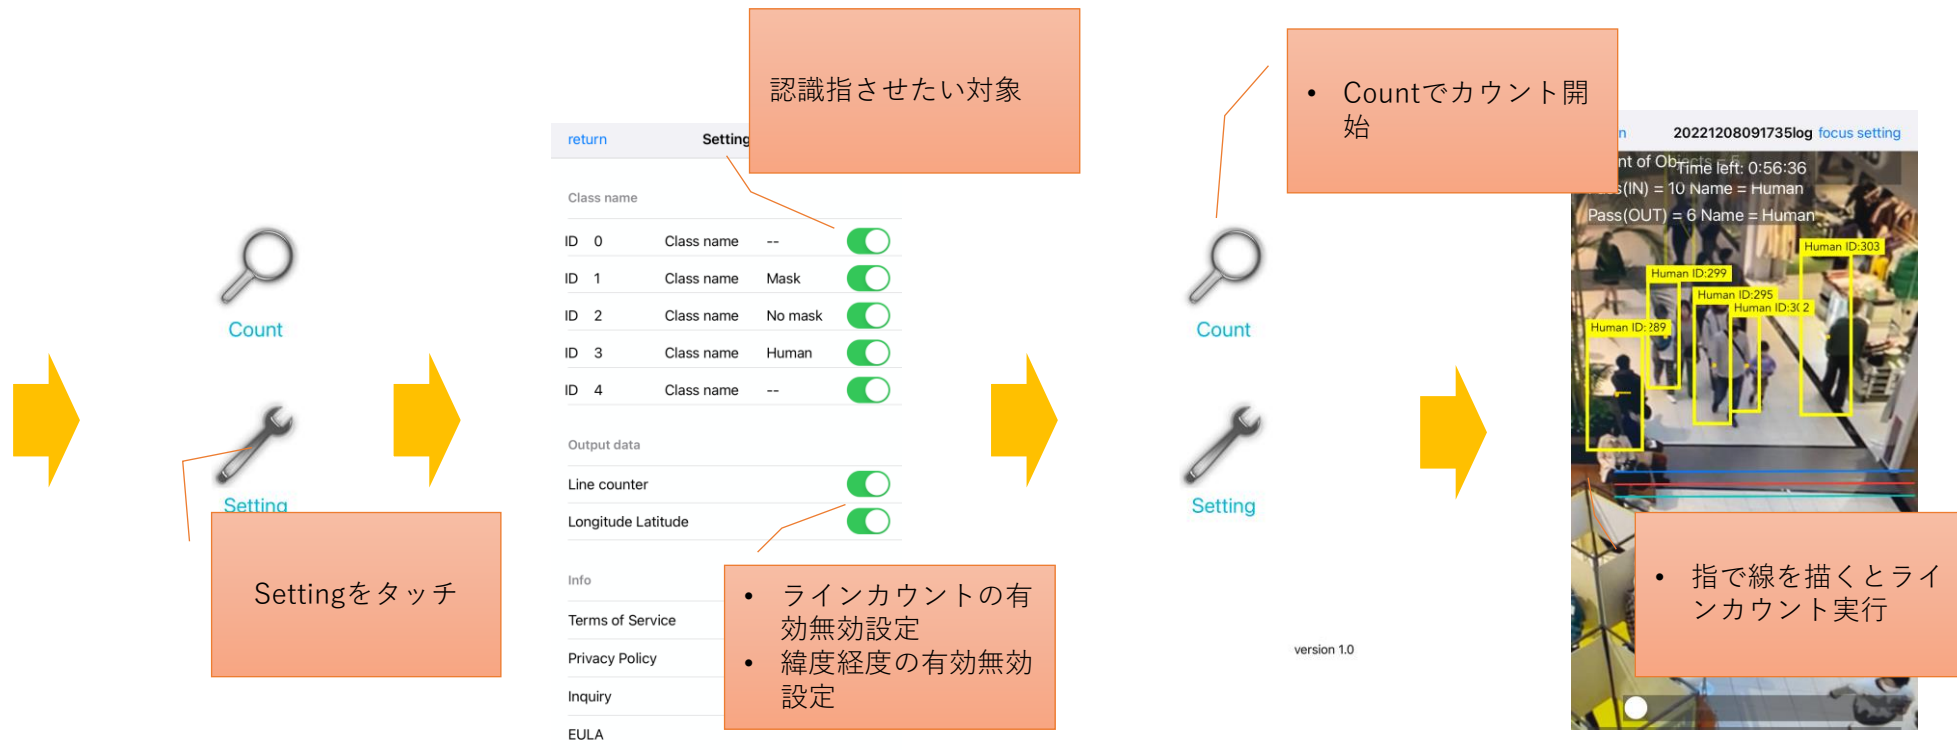 Count
Setting
Settingをタッチ
認識指させたい対象
return
Setting
Class name
ID 0 Class name --
ID 1 Class name Mask
ID 2 Class name No mask
ID 3 Class name Human
ID 4 Class name --
Output data
Line counter
Longitude Latitude
Info
Terms of Service
Privacy Policy
Inquiry
EULA
• ラインカウントの有
効無効設定
• 緯度経度の有効無効
設定
• Countでカウント開
始
Count
Setting
version 1.0
n 20221208091735log focus setting
nt of Objects = 5
Time left: 0:56:36
s(IN) = 10 Name = Human
Pass(OUT) = 6 Name = Human
Human ID:303
Human ID:299
Human ID:295
Human ID:302
Human ID:289
• 指で線を描くとライ
ンカウント実行